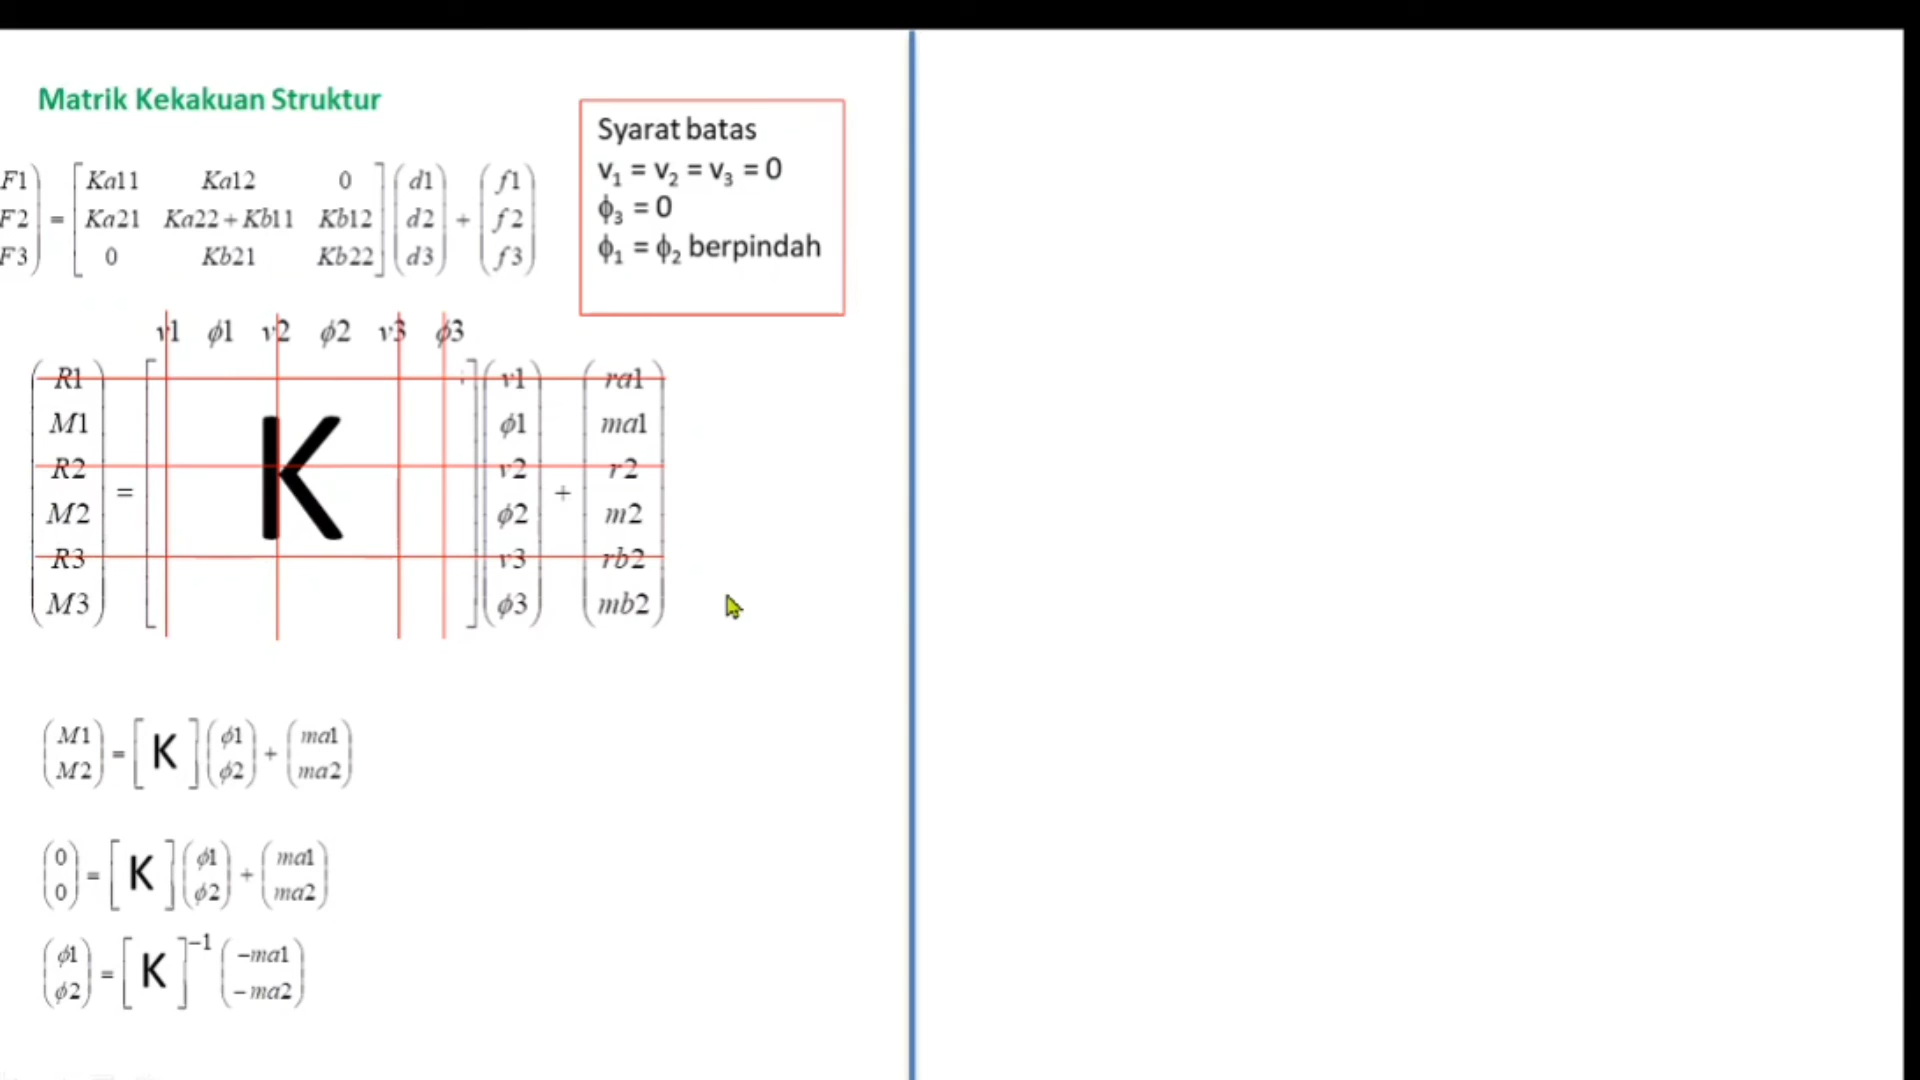 Matrik Kekakuan Struktur
Syarat batas
v₁ = v₂ = v₃ = 0
ϕ₃ = 0
ϕ₁ = ϕ₂ berpindah
F1 Ka11 Ka12 0 d1 f1
F2 = Ka21 Ka22 + Kb11 Kb12 d2 + f2
F3 0 Kb21 Kb22 d3 f3
v1 ϕ1 v2 ϕ2 v3 ϕ3
R1 v1 ra1
M1 ϕ1 ma1
R2 v2 r2
= K +
M2 ϕ2 m2
R3 v3 rb2
M3 ϕ3 mb2
M1 ϕ1 ma1
= K +
M2 ϕ2 ma2
0 ϕ1 ma1
= K +
0 ϕ2 ma2
ϕ1 −1 −ma1
= K
ϕ2 −ma2